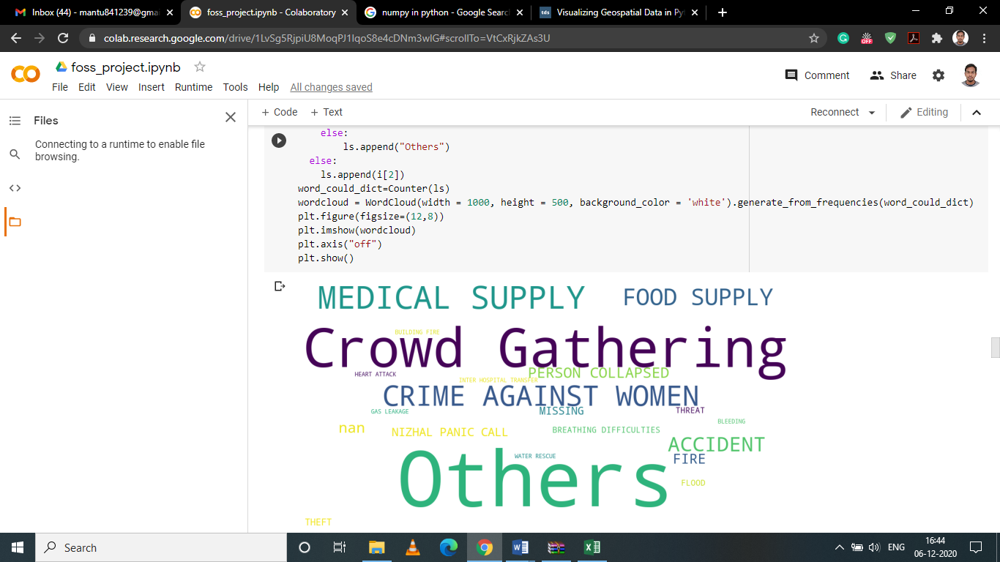 Inbox (44) - mantu841239@gma
foss_project.ipynb - Colaboratory
numpy in python - Google Searc
tds
Visualizing Geospatial Data in Pyt
colab.research.google.com/drive/1LvSg5RjpiU8MoqPJ1IqoS8e4cDNm3wlG#scrollTo=VtCxRjkZAs3U
OFF
foss_project.ipynb
Comment
Share
File Edit View Insert Runtime Tools Help All changes saved
Files
+ Code + Text
Reconnect
Editing
Connecting to a runtime to enable file
browsing.
else:
ls.append("Others")
else:
ls.append(i[2])
word_could_dict=Counter(ls)
wordcloud = WordCloud(width = 1000, height = 500, background_color = 'white').generate_from_frequencies(word_could_dict)
plt.figure(figsize=(12,8))
plt.imshow(wordcloud)
plt.axis("off")
plt.show()
MEDICAL SUPPLY
FOOD SUPPLY
BUILDING FIRE
Crowd Gathering
HEART ATTACK
PERSON COLLAPSED
INTER HOSPITAL TRANSFER
CRIME AGAINST WOMEN
GAS LEAKAGE
MISSING
THREAT
BLEEDING
nan
NIZHAL PANIC CALL
BREATHING DIFFICULTIES
ACCIDENT
WATER RESCUE
FIRE
Others
FLOOD
THEFT
Search
ENG
16:44
06-12-2020